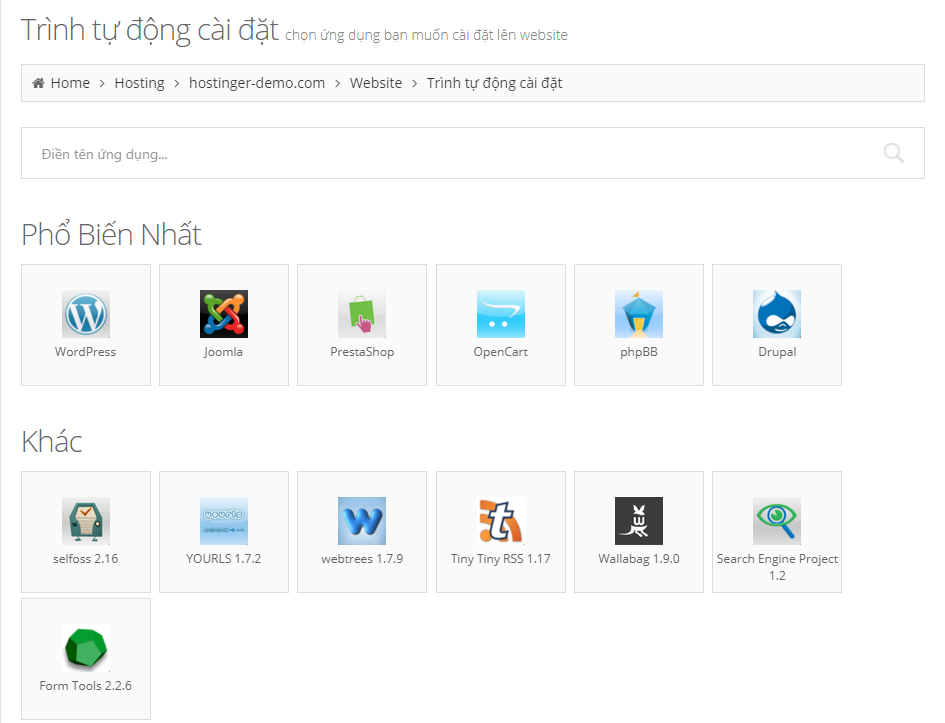 Trình tự động cài đặt chọn ứng dụng bạn muốn cài đặt lên website
Home > Hosting > hostinger-demo.com > Website > Trình tự động cài đặt
Điền tên ứng dụng...
Phổ Biến Nhất
WordPress Joomla PrestaShop OpenCart phpBB Drupal
Khác
yourls
selfoss 2.16 YOURLS 1.7.2 webtrees 1.7.9 Tiny Tiny RSS 1.17 Wallabag 1.9.0 Search Engine Project
1.2
Form Tools 2.2.6